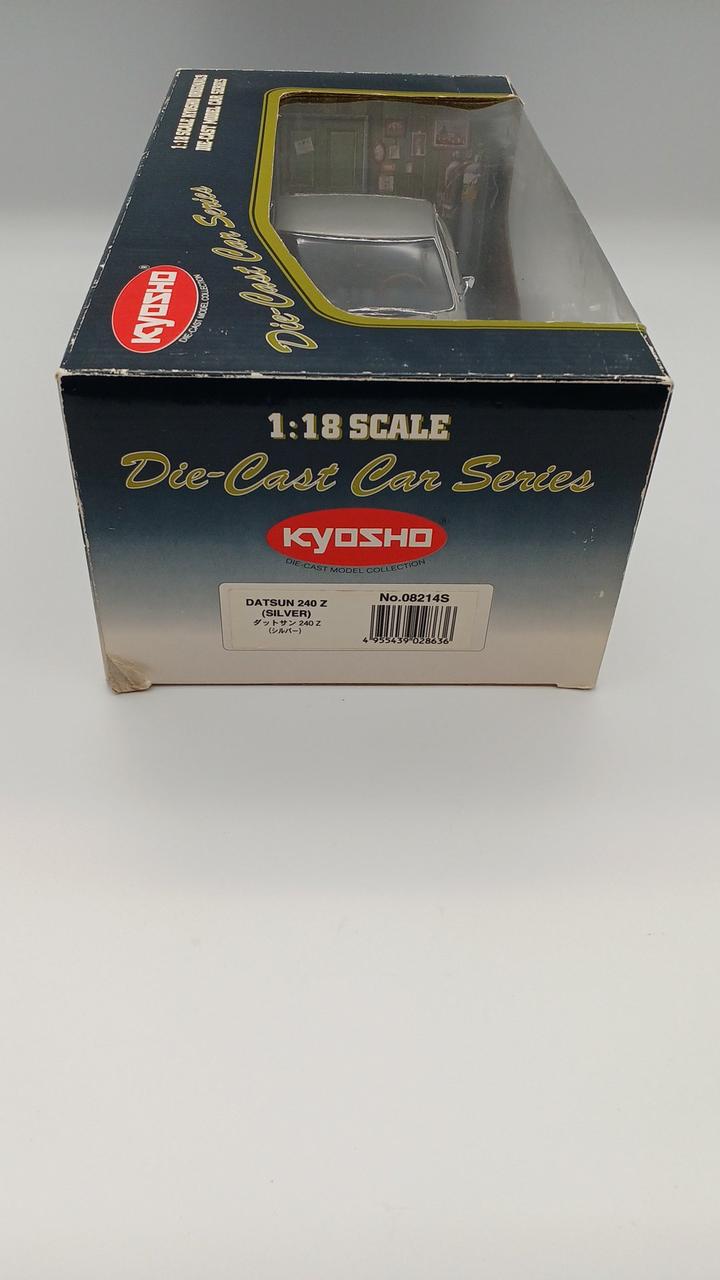 1:18 SCALE KYOSHO ORIGINALS
DIE-CAST MODEL CAR SERIES
Die-Cast Car Series
KYOSHO
®
DIE-CAST MODEL COLLECTION
1:18 SCALE
Die-Cast Car Series
KYOSHO
®
DIE-CAST MODEL COLLECTION
DATSUN 240 Z
(SILVER)
ダットサン 240 Z
(シルバー)
No.08214S
4 955439 028636